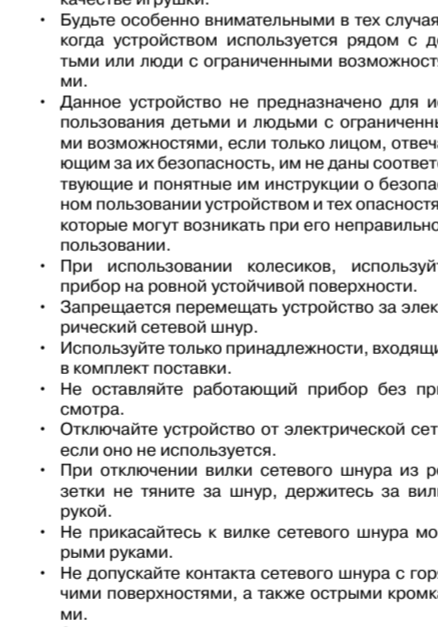 качестве игрушки.
• Будьте особенно внимательными в тех случая
когда устройством используется рядом с де
тьми или люди с ограниченными возможност
ми.
• Данное устройство не предназначено для и
пользования детьми и людьми с ограниченны
ми возможностями, если только лицом, отвеча
ющим за их безопасность, им не даны соответ
твующие и понятные им инструкции о безопа
ном пользовании устройством и тех опасностя
которые могут возникать при его неправильно
пользовании.
• При использовании колесиков, используйт
прибор на ровной устойчивой поверхности.
• Запрещается перемещать устройство за элек
рический сетевой шнур.
• Используйте только принадлежности, входящи
в комплект поставки.
• Не оставляйте работающий прибор без при
смотра.
• Отключайте устройство от электрической сет
если оно не используется.
• При отключении вилки сетевого шнура из ро
зетки не тяните за шнур, держитесь за вил
рукой.
• Не прикасайтесь к вилке сетевого шнура мо
рыми руками.
• Не допускайте контакта сетевого шнура с горя
чими поверхностями, а также острыми кромка
ми.